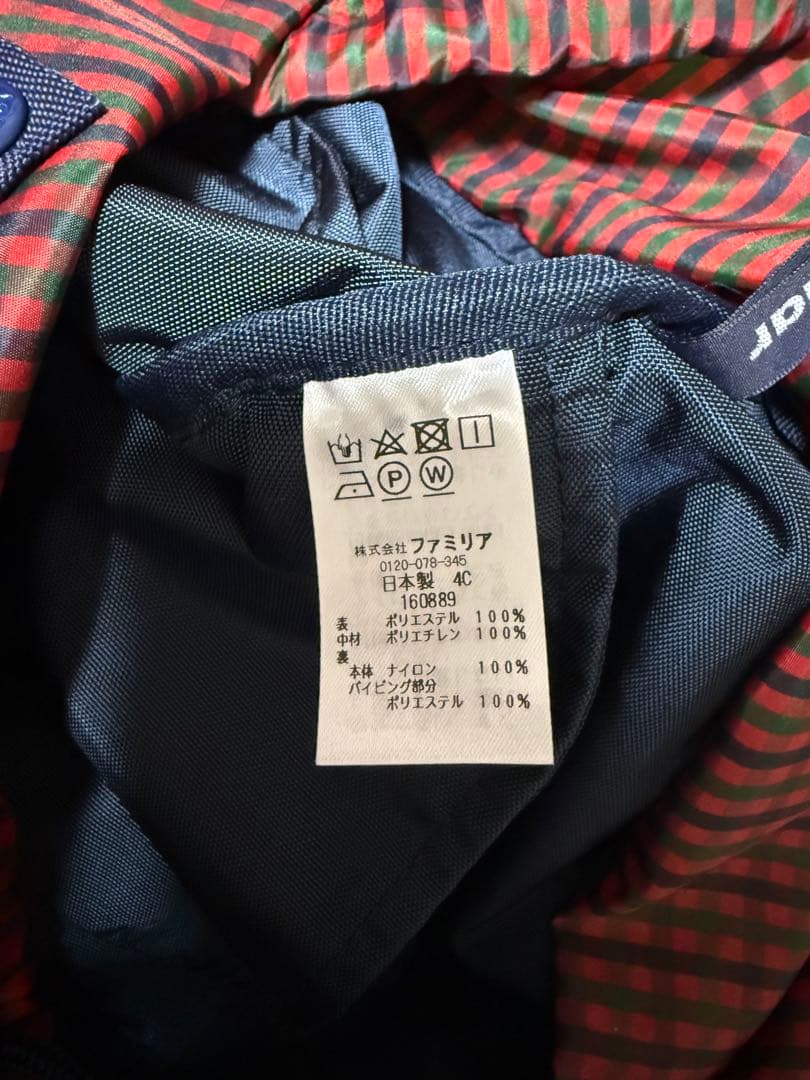 P W
株式会社 ファミリア
0120-078-345
日本製 4C
160889
表 ポリエステル 100%
中材 ポリエチレン 100%
裏
本体 ナイロン 100%
パイピング部分
ポリエステル 100%